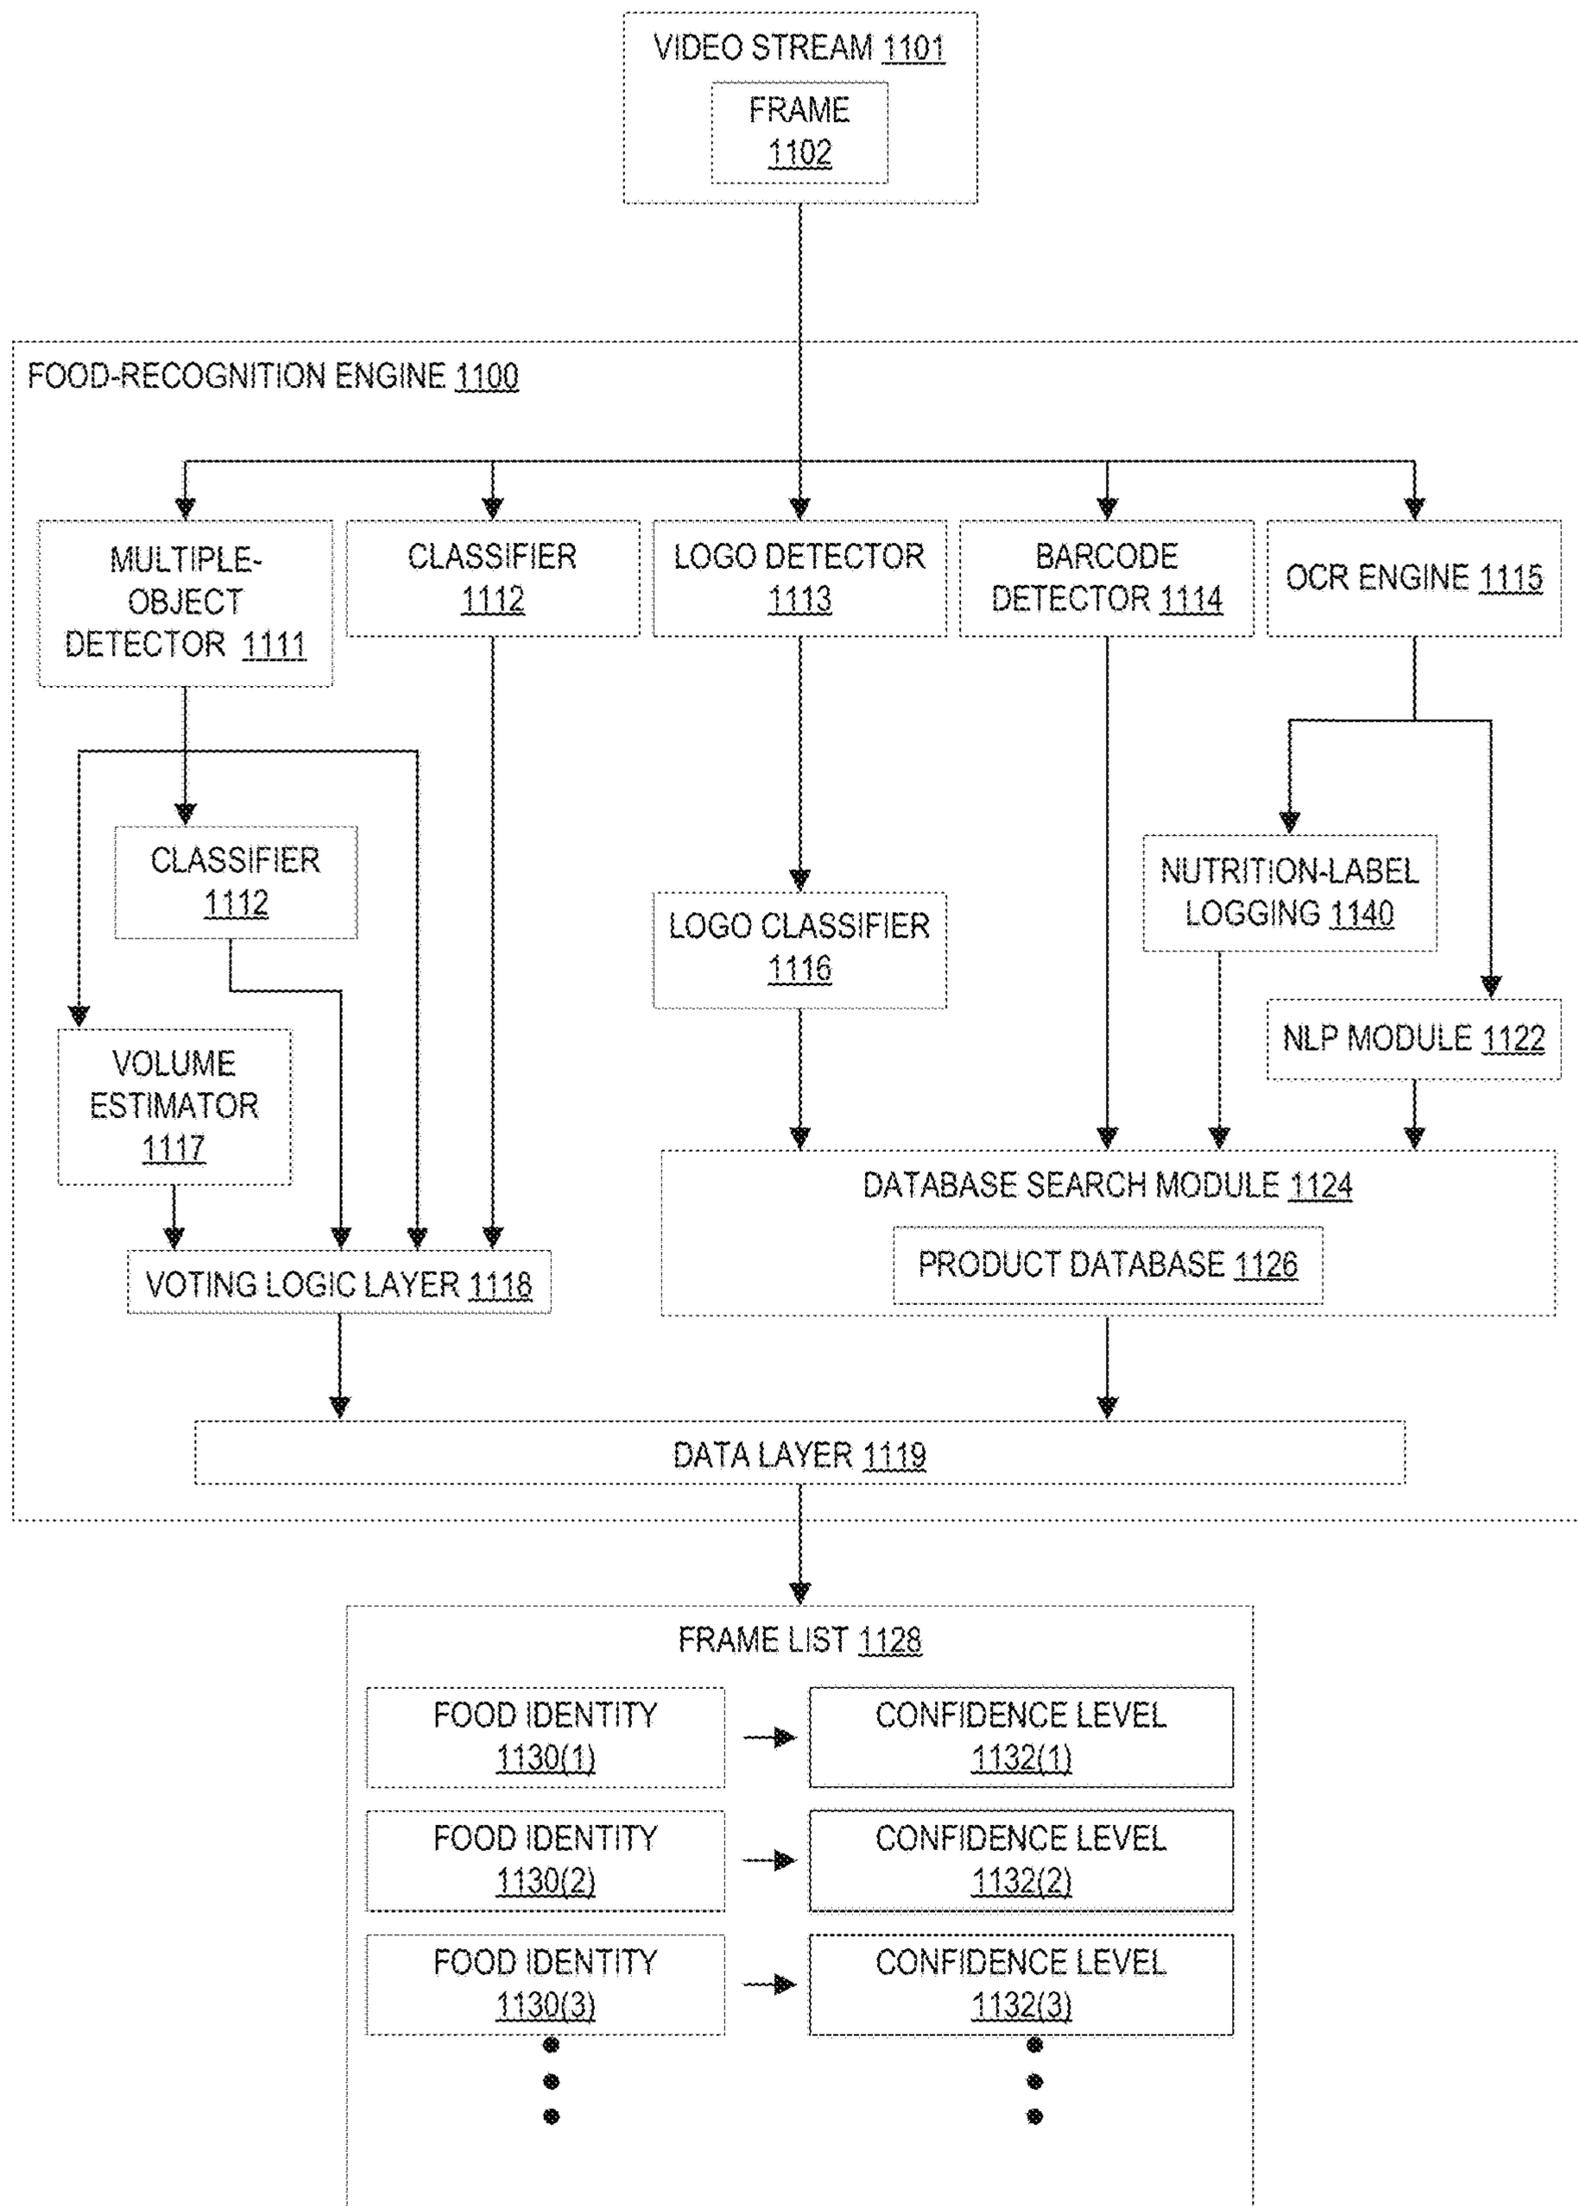 VIDEO STREAM 1101
FRAME
1102
FOOD-RECOGNITION ENGINE 1100
MULTIPLE-
OBJECT
DETECTOR 1111
CLASSIFIER
1112
LOGO DETECTOR
1113
BARCODE
DETECTOR 1114
OCR ENGINE 1115
CLASSIFIER
1112
LOGO CLASSIFIER
1116
NUTRITION-LABEL
LOGGING 1140
NLP MODULE 1122
VOLUME
ESTIMATOR
1117
VOTING LOGIC LAYER 1118
DATABASE SEARCH MODULE 1124
PRODUCT DATABASE 1126
DATA LAYER 1119
FRAME LIST 1128
FOOD IDENTITY
1130(1)
CONFIDENCE LEVEL
1132(1)
FOOD IDENTITY
1130(2)
CONFIDENCE LEVEL
1132(2)
FOOD IDENTITY
1130(3)
CONFIDENCE LEVEL
1132(3)